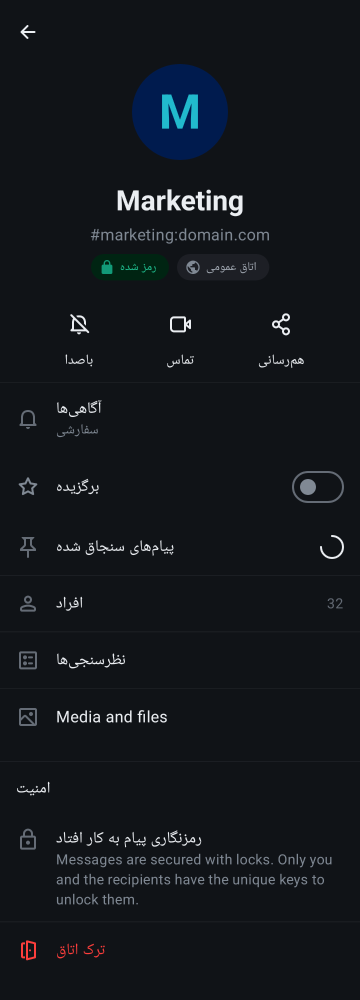 M
Marketing
#marketing:domain.com
رمز شده
اتاق عمومی
باصدا
تماس
هم‌رسانی
آگاهی‌ها
سفارشی
برگزیده
پیام‌های سنجاق شده
افراد
32
نظرسنجی‌ها
Media and files
امنیت
رمزنگاری پیام به کار افتاد
Messages are secured with locks. Only you
and the recipients have the unique keys to
unlock them.
ترک اتاق